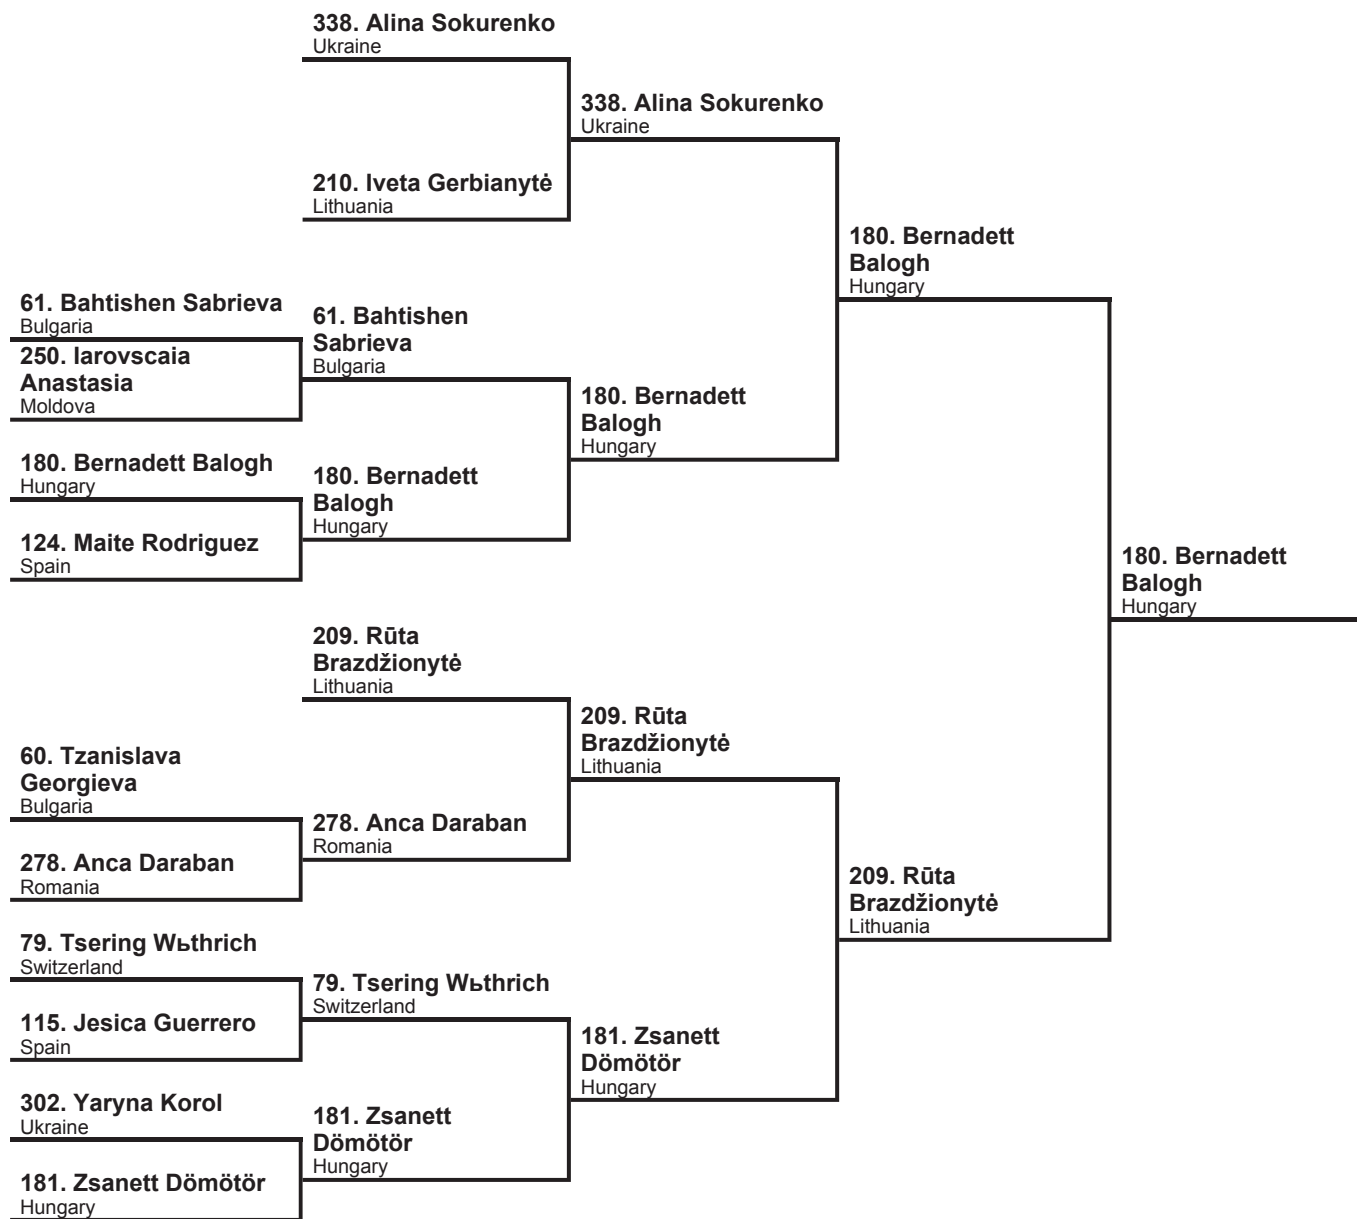 338. Alina Sokurenko
Ukraine
338. Alina Sokurenko
Ukraine
210. Iveta Gerbianytė
Lithuania
180. Bernadett
Balogh
Hungary
61. Bahtishen Sabrieva
Bulgaria
61. Bahtishen
Sabrieva
Bulgaria
250. Iarovscaia
Anastasia
Moldova
180. Bernadett
Balogh
Hungary
180. Bernadett Balogh
Hungary
180. Bernadett
Balogh
Hungary
124. Maite Rodriguez
Spain
180. Bernadett
Balogh
Hungary
209. Rūta
Brazdžionytė
Lithuania
209. Rūta
Brazdžionytė
Lithuania
60. Tzanislava
Georgieva
Bulgaria
278. Anca Daraban
Romania
278. Anca Daraban
Romania
209. Rūta
Brazdžionytė
Lithuania
79. Tsering Wьthrich
Switzerland
79. Tsering Wьthrich
Switzerland
115. Jesica Guerrero
Spain
181. Zsanett
Dömötör
Hungary
302. Yaryna Korol
Ukraine
181. Zsanett
Dömötör
Hungary
181. Zsanett Dömötör
Hungary